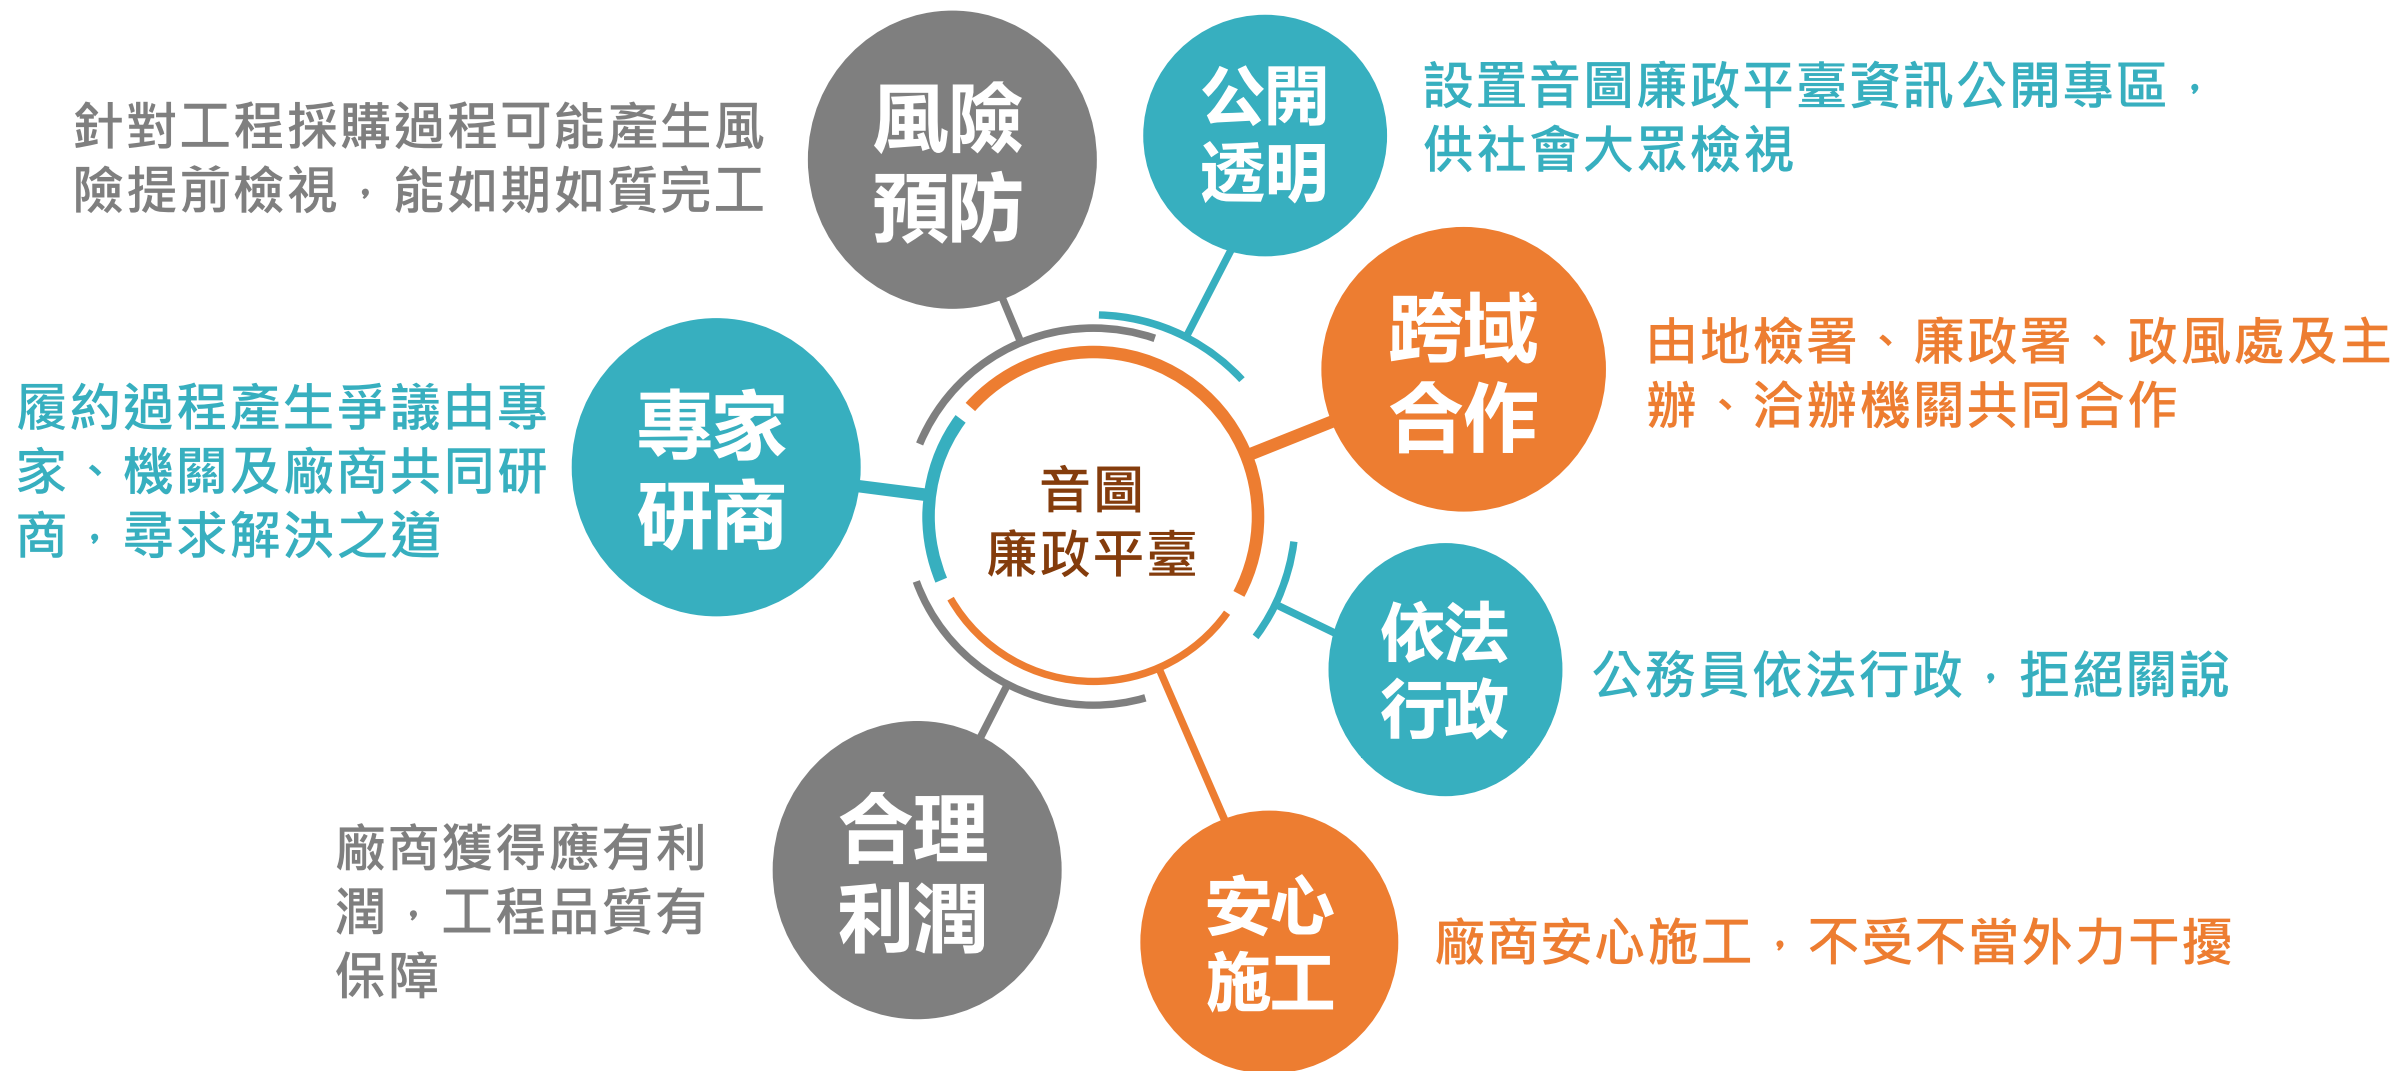 音圖
廉政平臺
風險
預防
針對工程採購過程可能產生風
險提前檢視，能如期如質完工
公開
透明
設置音圖廉政平臺資訊公開專區，
供社會大眾檢視
跨域
合作
由地檢署、廉政署、政風處及主
辦、洽辦機關共同合作
依法
行政
公務員依法行政，拒絕關說
安心
施工
廠商安心施工，不受不當外力干擾
合理
利潤
廠商獲得應有利
潤，工程品質有
保障
專家
研商
履約過程產生爭議由專
家、機關及廠商共同研
商，尋求解決之道